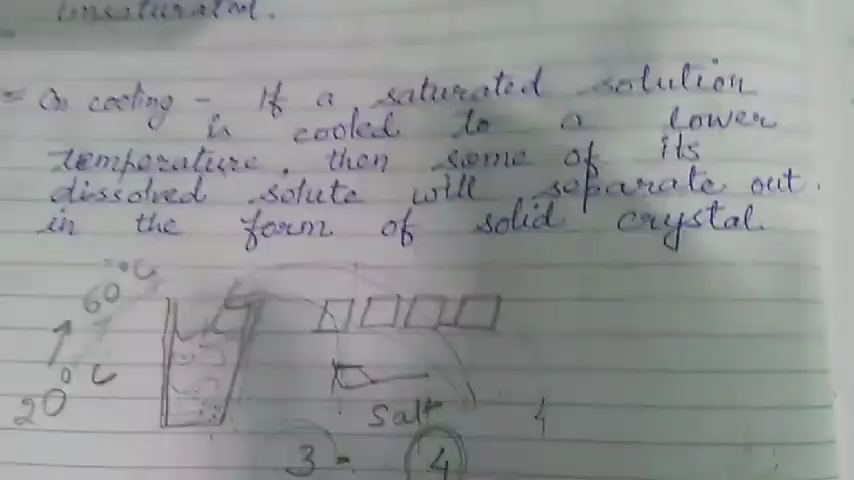 unsaturated.
= On cooling - If a saturated solution
is cooled to a lower
temperature, then some of its
dissolved solute will separate out.
in the form of solid crystal.
°C
60
°C
20
Salt
3 - 4